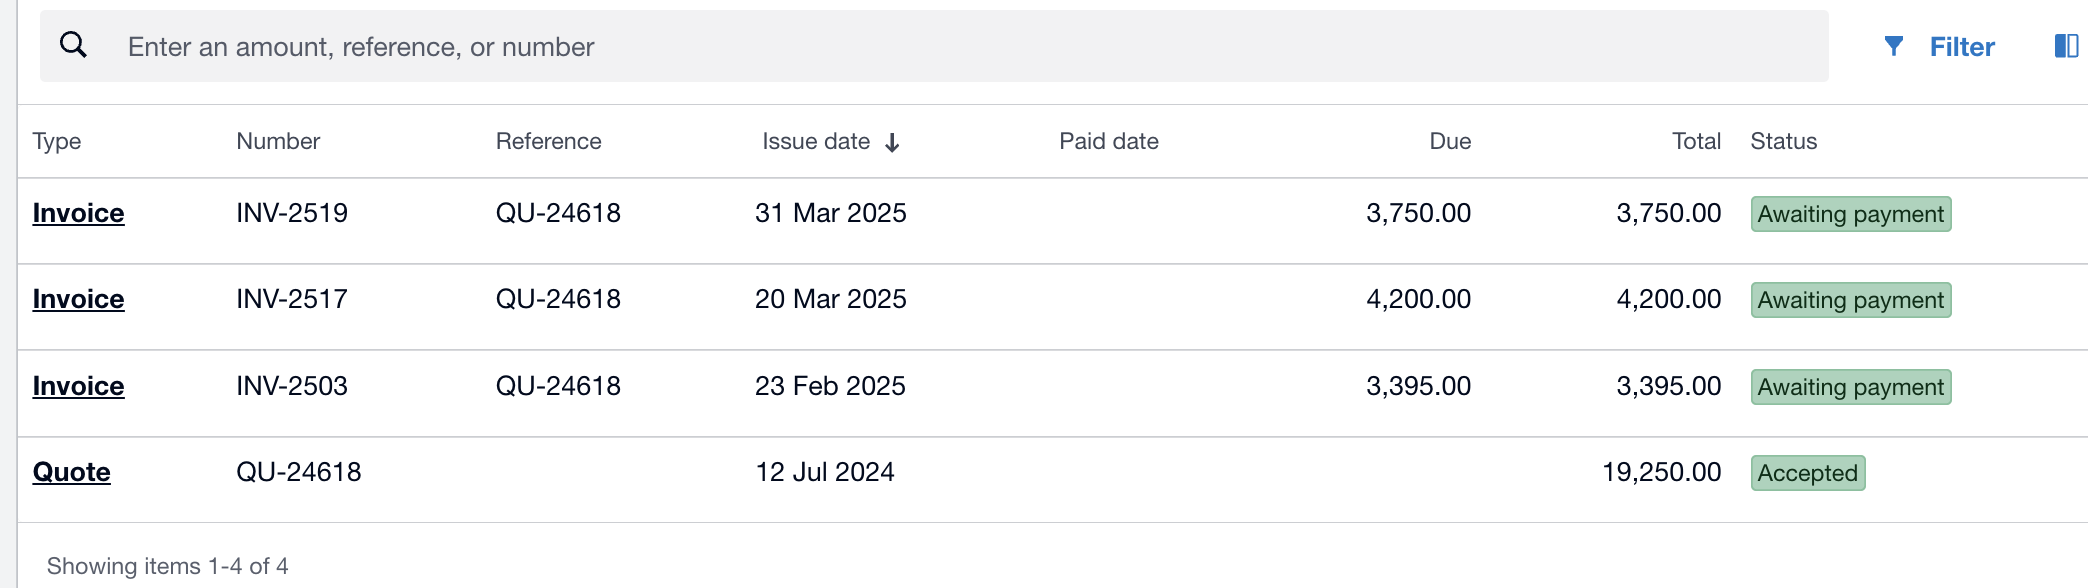 Enter an amount, reference, or number Filter
Type Number Reference Issue date ↓ Paid date Due Total Status
Invoice INV-2519 QU-24618 31 Mar 2025 3,750.00 3,750.00 Awaiting payment
Invoice INV-2517 QU-24618 20 Mar 2025 4,200.00 4,200.00 Awaiting payment
Invoice INV-2503 QU-24618 23 Feb 2025 3,395.00 3,395.00 Awaiting payment
Quote QU-24618 12 Jul 2024 19,250.00 Accepted
Showing items 1-4 of 4